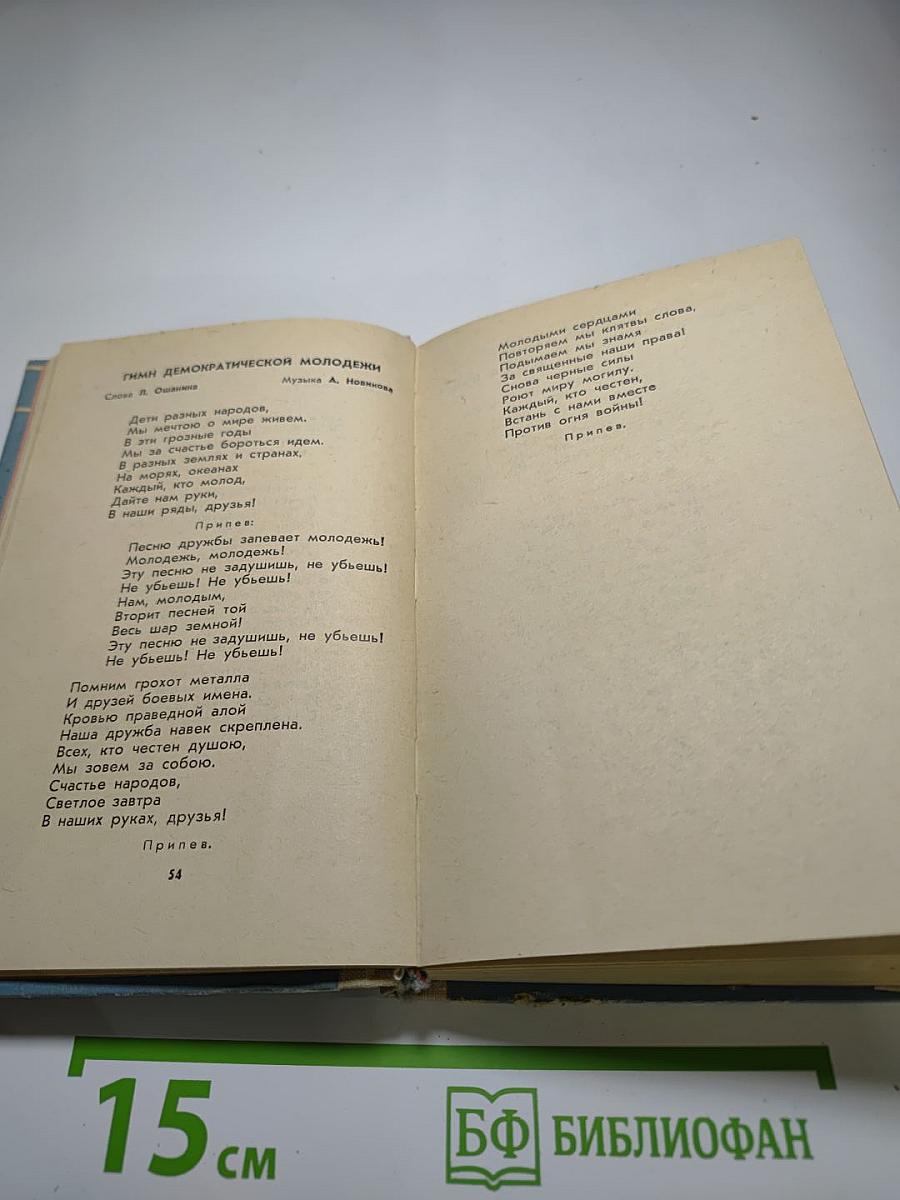 ГИМН ДЕМОКРАТИЧЕСКОЙ МОЛОДЕЖИ
Слова Л. Ошанина Музыка А. Новикова
Дети разных народов,
Мы мечтою о мире живем.
В эти грозные годы
Мы за счастье бороться идем.
В разных землях и странах,
На морях, океанах
Каждый, кто молод,
Дайте нам руки,
В наши ряды, друзья!
Припев:
Песню дружбы запевает молодежь!
Молодежь, молодежь!
Эту песню не задушишь, не убьешь!
Не убьешь! Не убьешь!
Нам, молодым,
Вторит песней той
Весь шар земной!
Эту песню не задушишь, не убьешь!
Не убьешь! Не убьешь!
Помним грохот металла
И друзей боевых имена.
Кровью праведной алой
Наша дружба навек скреплена.
Всех, кто честен душою,
Мы зовем за собою.
Счастье народов,
Светлое завтра
В наших руках, друзья!
Припев.
54
Молодыми сердцами
Повторяем мы клятвы слова,
Подымаем мы знамя
За священные наши права!
Снова черные силы
Роют миру могилу.
Каждый, кто честен,
Встань с нами вместе
Против огня войны!
Припев.
15 см
БФ БИБЛИОФАН